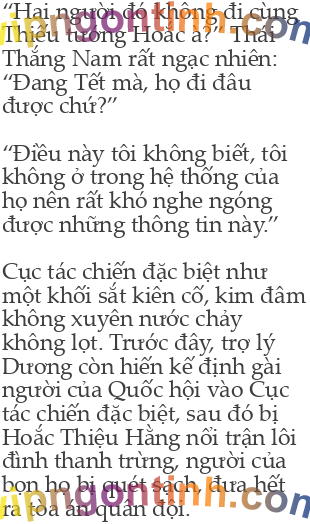 “Hai người đó không đi cùng
Thiếu tướng Hoắc à?” Thái
Thắng Nam rất ngạc nhiên:
“Đang Tết mà, họ đi đâu
được chứ?”
“Điều này tôi không biết, tôi
không ở trong hệ thống của
họ nên rất khó nghe ngóng
được những thông tin này.”
Cục tác chiến đặc biệt như
một khối sắt kiên cố, kim đâm
không xuyên nước chảy
không lọt. Trước đây, trợ lý
Dương còn hiến kế định gài
người của Quốc hội vào Cục
tác chiến đặc biệt, sau đó bị
Hoắc Thiệu Hằng nổi trận lôi
đình thanh trừng, người của
bọn họ bị quét sạch, đưa hết
ra tòa án quân đội.
vipngontinh.com
vipngontinh.com